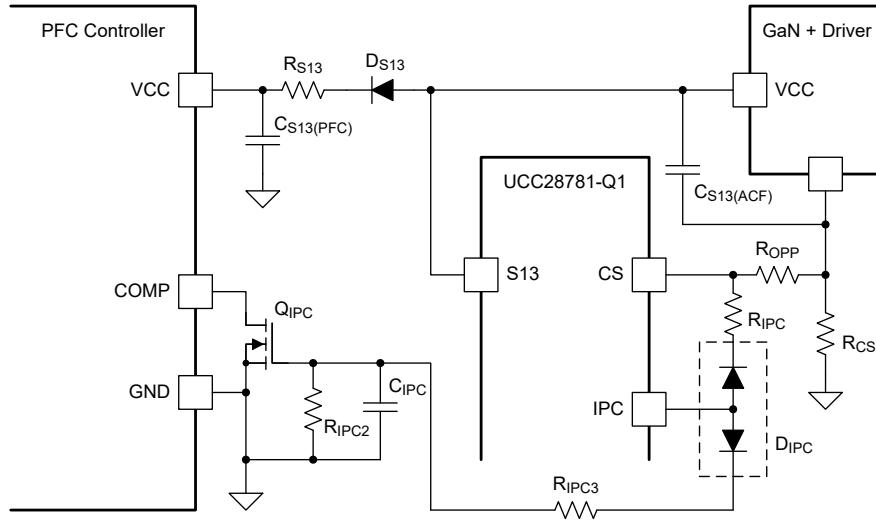 PFC Controller
GaN + Driver
RS13
DS13
VCC
VCC
CS13(PFC)
UCC28781-Q1
CS13(ACF)
ROPP
S13
CS
COMP
QIPC
RIPC
RCS
GND
CIPC
IPC
RIPC2
DIPC
RIPC3